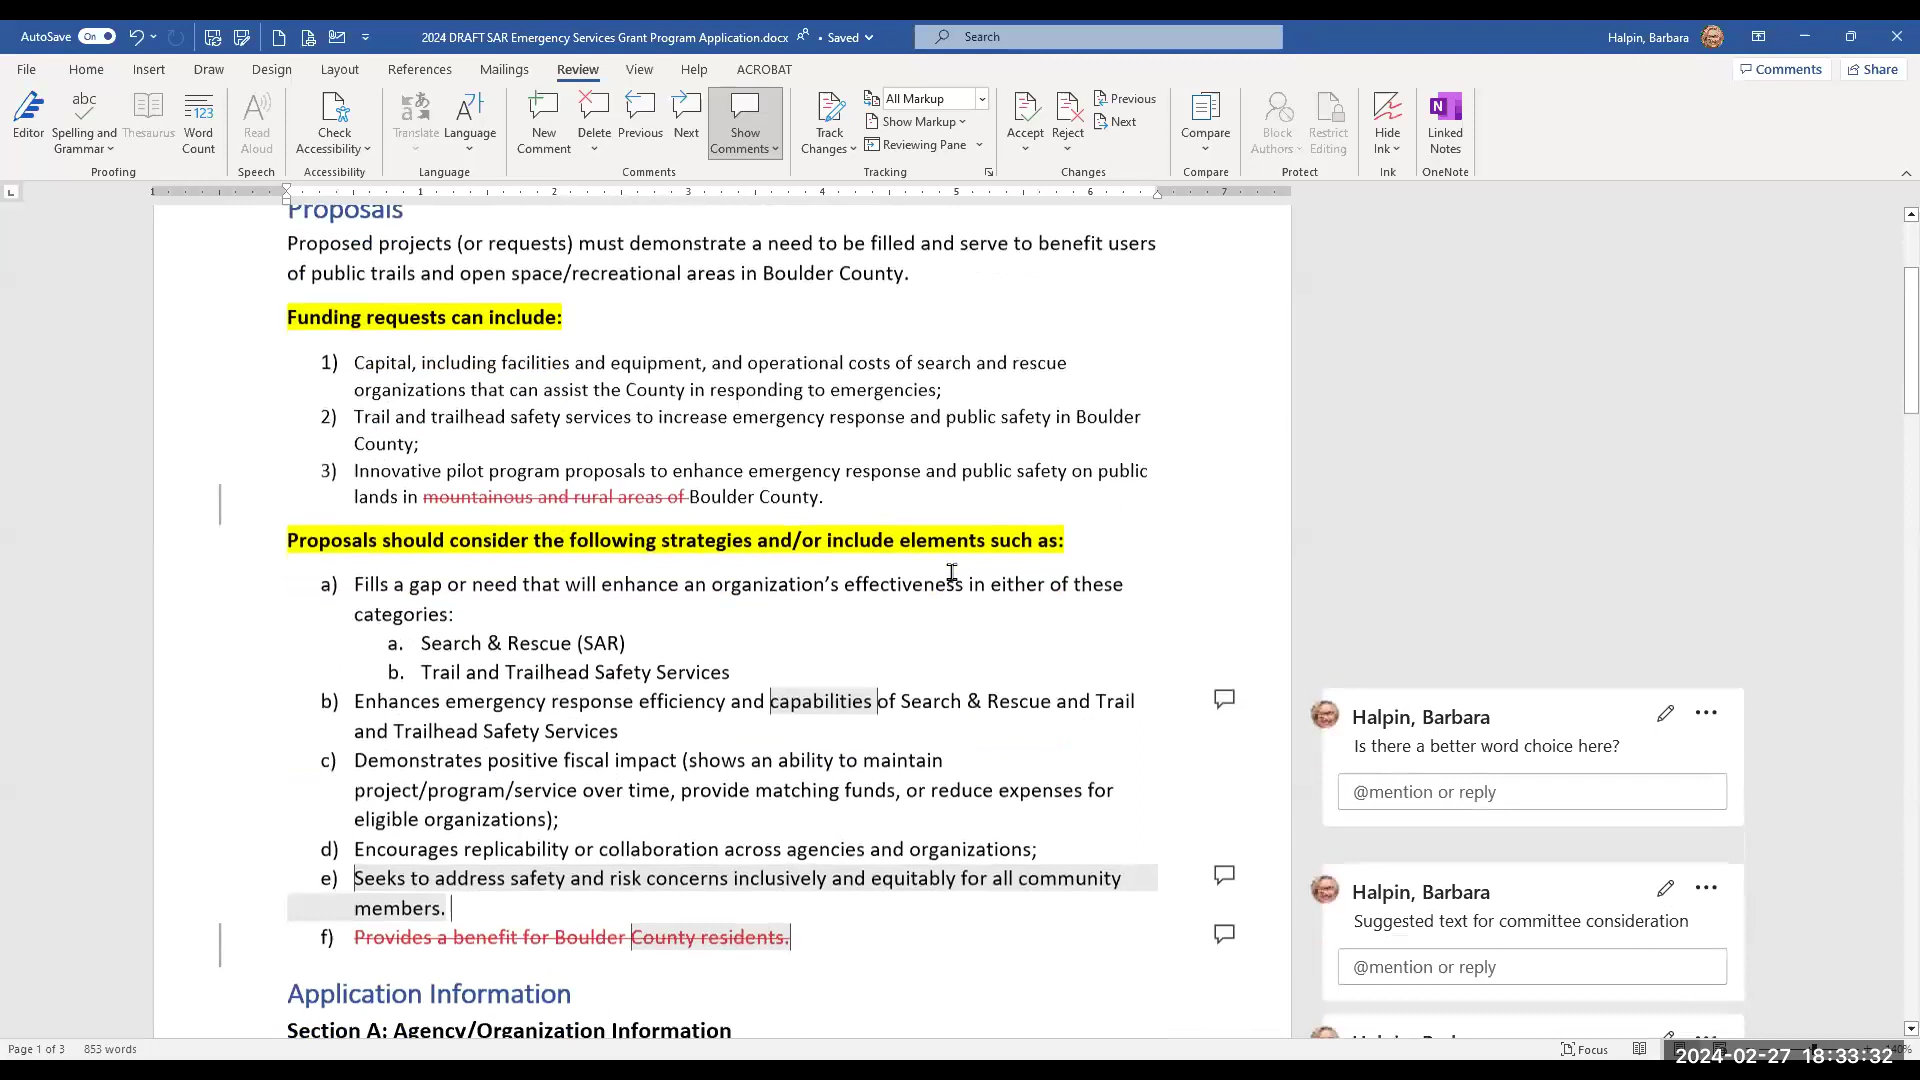 AutoSave On
2024 DRAFT SAR Emergency Services Grant Program Application.docx • Saved
Search
Halpin, Barbara
File Home Insert Draw Design Layout References Mailings Review View Help ACROBAT
Comments Share
Editor
Spelling and Grammar
Thesaurus
Word Count
Read Aloud
Check Accessibility
Translate
Language
New Comment
Delete
Previous
Next
Show Comments
Track Changes
All Markup
Show Markup
Reviewing Pane
Accept
Reject
Previous
Next
Compare
Block Authors
Restrict Editing
Hide Ink
Linked Notes
Proofing Speech Accessibility Language Comments Tracking Changes Compare Protect Ink OneNote
1 1 2 3 4 5 6 7
Proposals
Proposed projects (or requests) must demonstrate a need to be filled and serve to benefit users
of public trails and open space/recreational areas in Boulder County.
Funding requests can include:
1) Capital, including facilities and equipment, and operational costs of search and rescue
organizations that can assist the County in responding to emergencies;
2) Trail and trailhead safety services to increase emergency response and public safety in Boulder
County;
3) Innovative pilot program proposals to enhance emergency response and public safety on public
lands in mountainous and rural areas of Boulder County.
Proposals should consider the following strategies and/or include elements such as:
a) Fills a gap or need that will enhance an organization’s effectiveness in either of these
categories:
a. Search & Rescue (SAR)
b. Trail and Trailhead Safety Services
b) Enhances emergency response efficiency and capabilities of Search & Rescue and Trail
and Trailhead Safety Services
c) Demonstrates positive fiscal impact (shows an ability to maintain
project/program/service over time, provide matching funds, or reduce expenses for
eligible organizations);
d) Encourages replicability or collaboration across agencies and organizations;
e) Seeks to address safety and risk concerns inclusively and equitably for all community
members.
f) Provides a benefit for Boulder County residents.
Application Information
Section A: Agency/Organization Information
Halpin, Barbara
Is there a better word choice here?
@mention or reply
Halpin, Barbara
Suggested text for committee consideration
@mention or reply
Page 1 of 3 853 words
Focus
2024-02-27 18:33:32